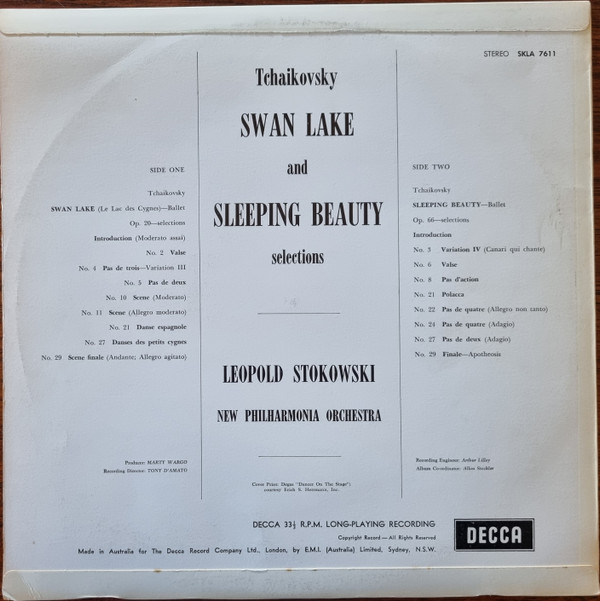 STEREO SKLA 7611
Tchaikovsky
SWAN LAKE
and
SLEEPING BEAUTY
selections
SIDE ONE
Tchaikovsky
SWAN LAKE (Le Lac des Cygnes)—Ballet
Op. 20—selections
Introduction (Moderato assai)
No. 2 Valse
No. 4 Pas de trois—Variation III
No. 5 Pas de deux
No. 10 Scene (Moderato)
No. 11 Scene (Allegro moderato)
No. 21 Danse espagnole
No. 27 Danses des petits cygnes
No. 29 Scene finale (Andante; Allegro agitato)
SIDE TWO
Tchaikovsky
SLEEPING BEAUTY—Ballet
Op. 66—selections
Introduction
No. 3 Variation IV (Canari qui chante)
No. 6 Valse
No. 8 Pas d'action
No. 21 Polacca
No. 22 Pas de quatre (Allegro non tanto)
No. 24 Pas de quatre (Adagio)
No. 27 Pas de deux (Adagio)
No. 29 Finale—Apotheosis
LEOPOLD STOKOWSKI
NEW PHILHARMONIA ORCHESTRA
Producer: MARTY WARGO
Recording Director: TONY D'AMATO
Recording Engineer: Arthur Lilley
Album Co-ordinator:
Cover Print: Degas "Dancer On The Stage")
courtesy
DECCA 33⅓ R.P.M. LONG-PLAYING RECORDING
Copyright Record—All Rights Reserved
Made in Australia for The Decca Record Company Ltd., London, by E.M.I. (Australia) Limited, Sydney, N.S.W.
DECCA